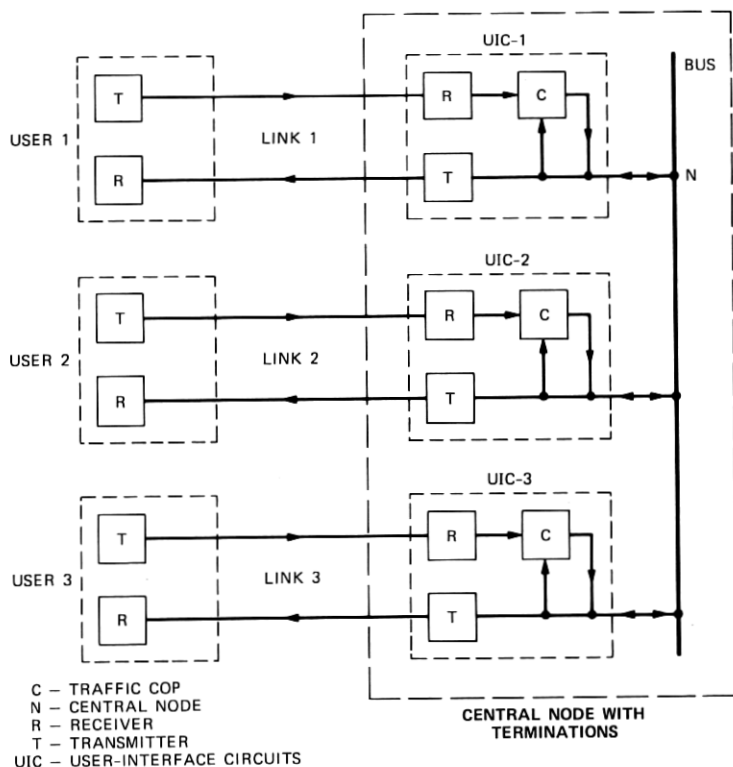 UIC-1
BUS
T
R
C
USER 1
LINK 1
R
T
N
UIC-2
T
R
C
USER 2
LINK 2
R
T
UIC-3
T
R
C
USER 3
LINK 3
R
T
C – TRAFFIC COP
N – CENTRAL NODE
R – RECEIVER
T – TRANSMITTER
UIC – USER-INTERFACE CIRCUITS
CENTRAL NODE WITH
TERMINATIONS